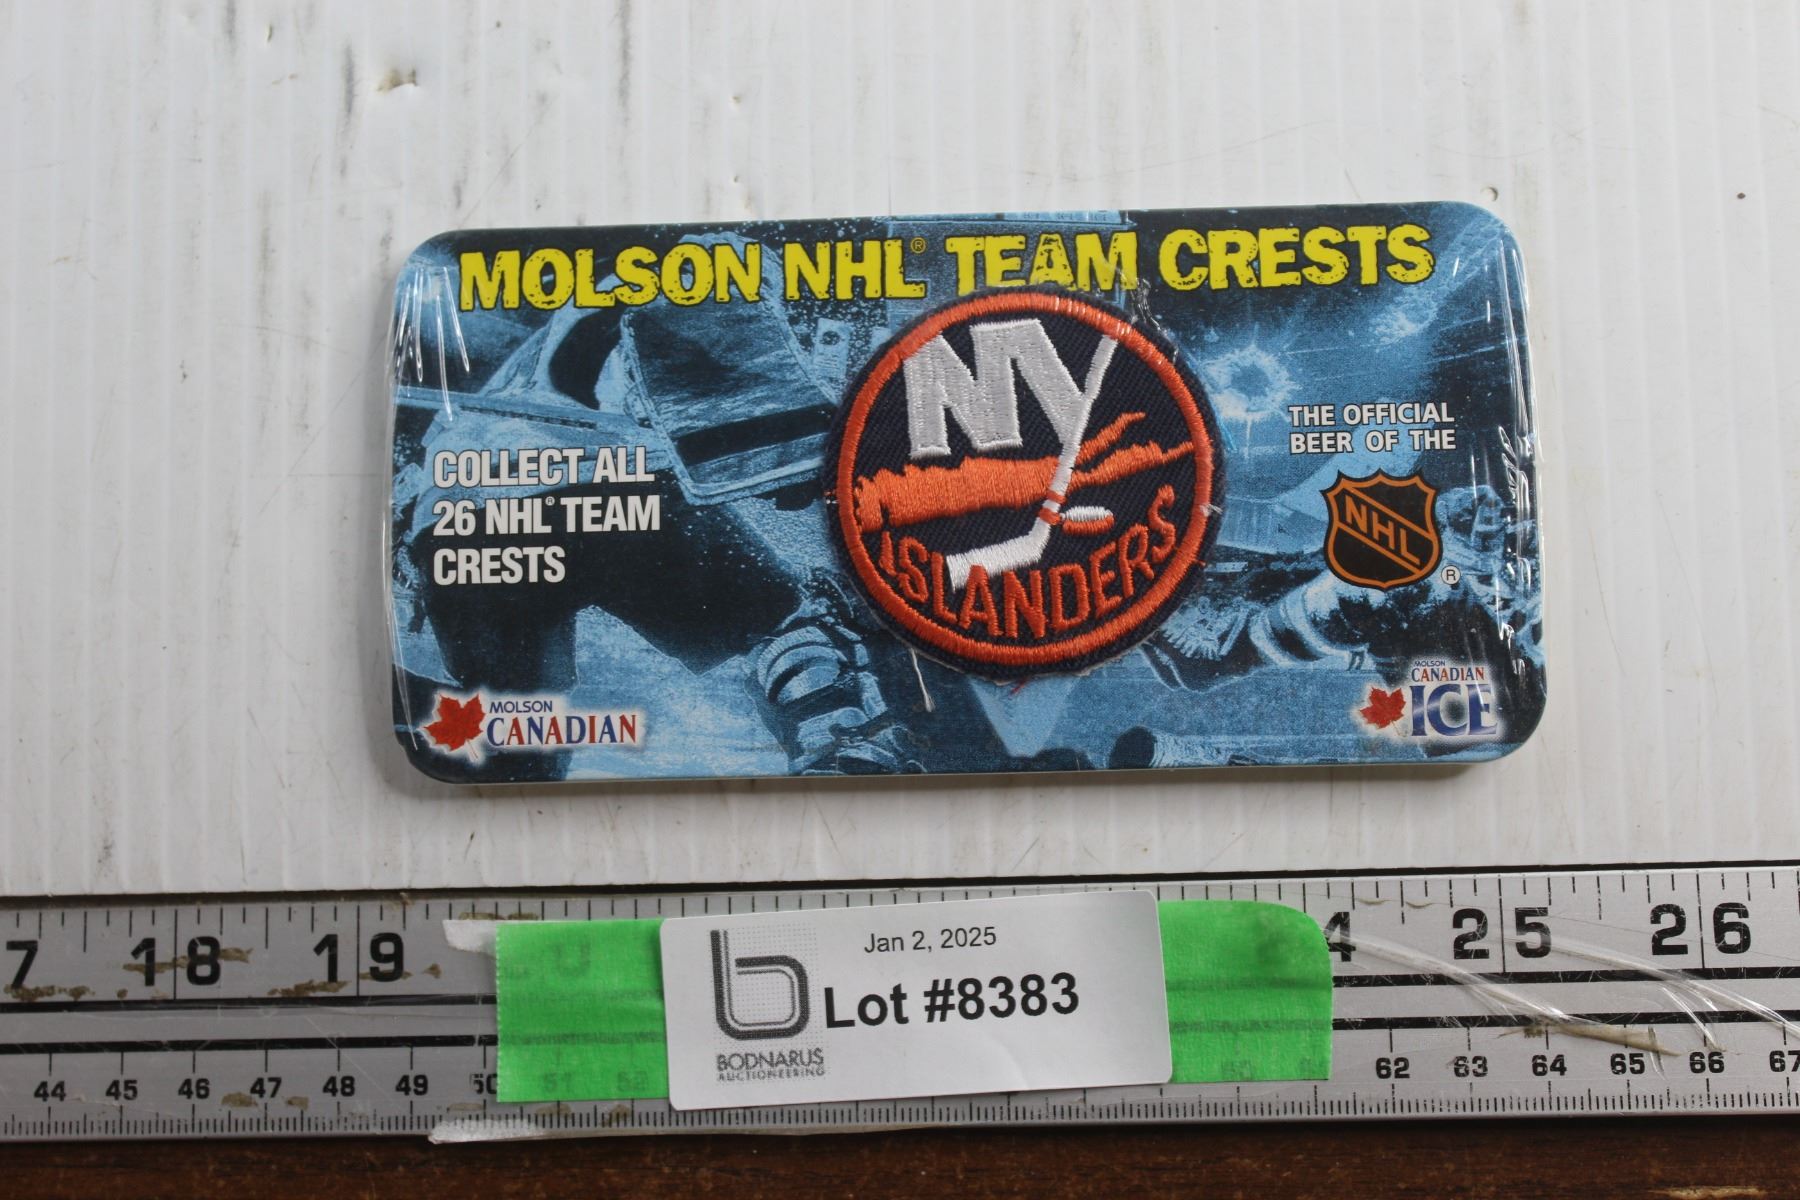 MOLSON NHL® TEAM CRESTS
NY
ISLANDERS
COLLECT ALL
26 NHL® TEAM
CRESTS
THE OFFICIAL
BEER OF THE
NHL ®
MOLSON
CANADIAN
MOLSON
CANADIAN
ICE
7 18 19 4 25 26
Jan 2, 2025
Lot #8383
b
BODNARUS
AUCTIONEERING
44 45 46 47 48 49 50 51 52 60 62 63 64 65 66 67